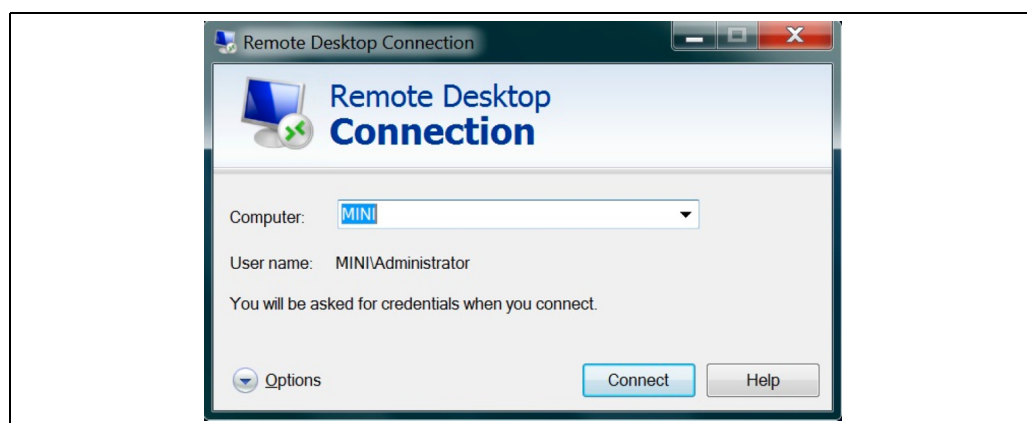 Remote Desktop Connection
Remote Desktop
Connection
Computer: MINI
User name: MINI\Administrator
You will be asked for credentials when you connect.
Options Connect Help